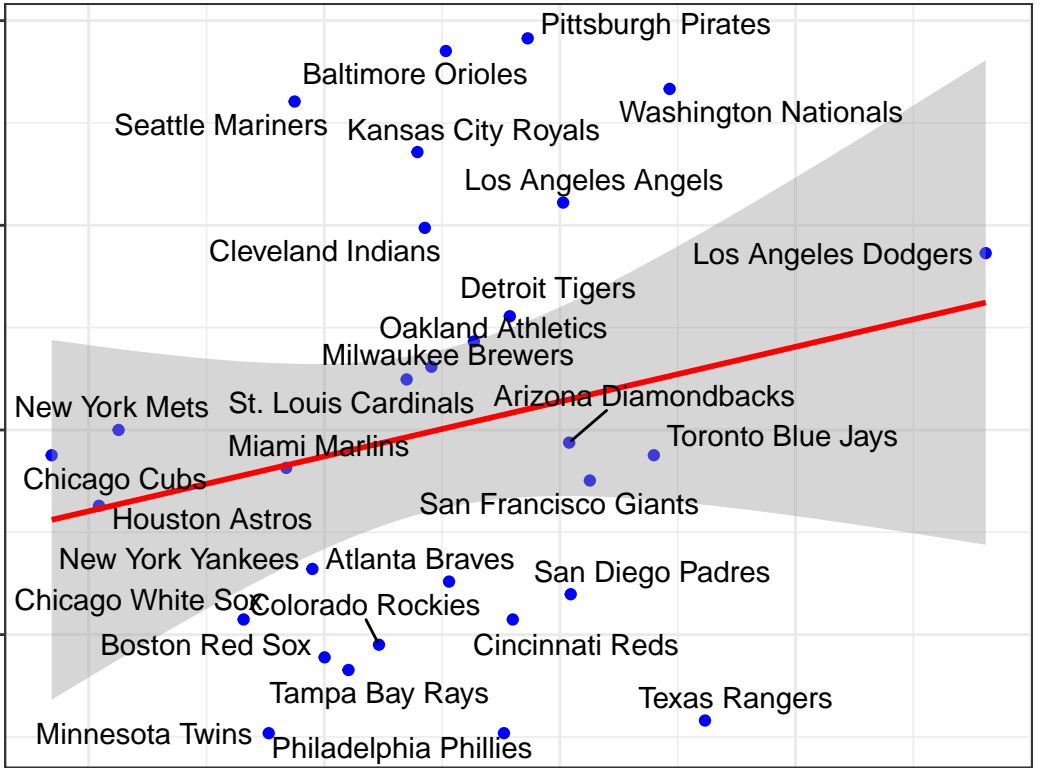 Pittsburgh Pirates
Baltimore Orioles
Washington Nationals
Seattle Mariners
Kansas City Royals
Los Angeles Angels
Cleveland Indians
Los Angeles Dodgers
Detroit Tigers
Oakland Athletics
Milwaukee Brewers
Arizona Diamondbacks
St. Louis Cardinals
New York Mets
Toronto Blue Jays
Miami Marlins
Chicago Cubs
San Francisco Giants
Houston Astros
New York Yankees
Atlanta Braves
San Diego Padres
Chicago White Sox
Colorado Rockies
Boston Red Sox
Cincinnati Reds
Tampa Bay Rays
Texas Rangers
Minnesota Twins
Philadelphia Phillies